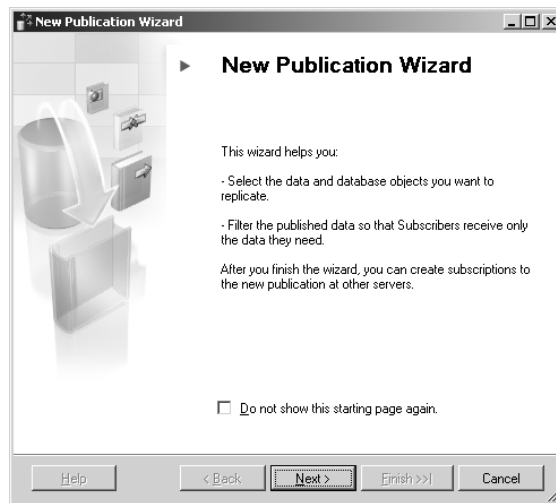 New Publication Wizard
New Publication Wizard
This wizard helps you:
- Select the data and database objects you want to
replicate.
- Filter the published data so that Subscribers receive only
the data they need.
After you finish the wizard, you can create subscriptions to
the new publication at other servers.
Do not show this starting page again.
Help < Back Next > Finish >>| Cancel